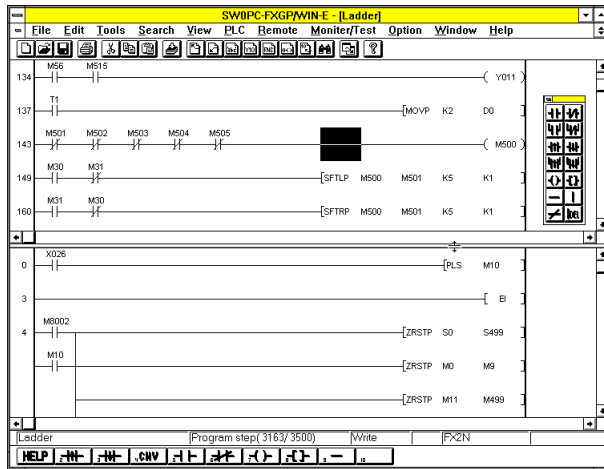 SW0PC-FXGP/WIN-E - [Ladder]
File Edit Tools Search View PLC Remote Moniter/Test Option Window Help
M56 M515
134 Y011
T1
137 MOVP K2 D0
M501 M502 M503 M504 M505
143 M500
M30 M31
149 SFTLP M500 M501 K5 K1
M31 M30
160 SFTRP M500 M501 K5 K1
X026
0 PLS M10
3 EI
M8002
4 ZRSTP S0 S499
M10
ZRSTP M0 M9
ZRSTP M11 M499
Ladder Program step( 3163/ 3500) Write FX2N
HELP CNV